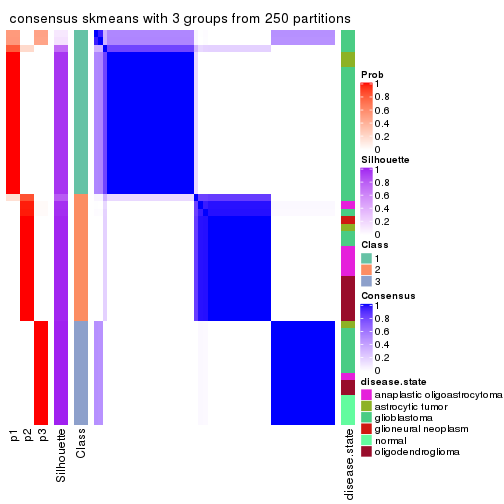 consensus skmeans with 3 groups from 250 partitions
Prob
1
0.8
0.6
0.4
0.2
0
Silhouette
1
0.8
0.6
0.4
0.2
0
Class
1
2
3
Consensus
1
0.8
0.6
0.4
0.2
0
disease.state
anaplastic oligoastrocytoma
astrocytic tumor
glioblastoma
glioneural neoplasm
normal
oligodendroglioma
p1
p2
p3
Silhouette
Class
disease.state